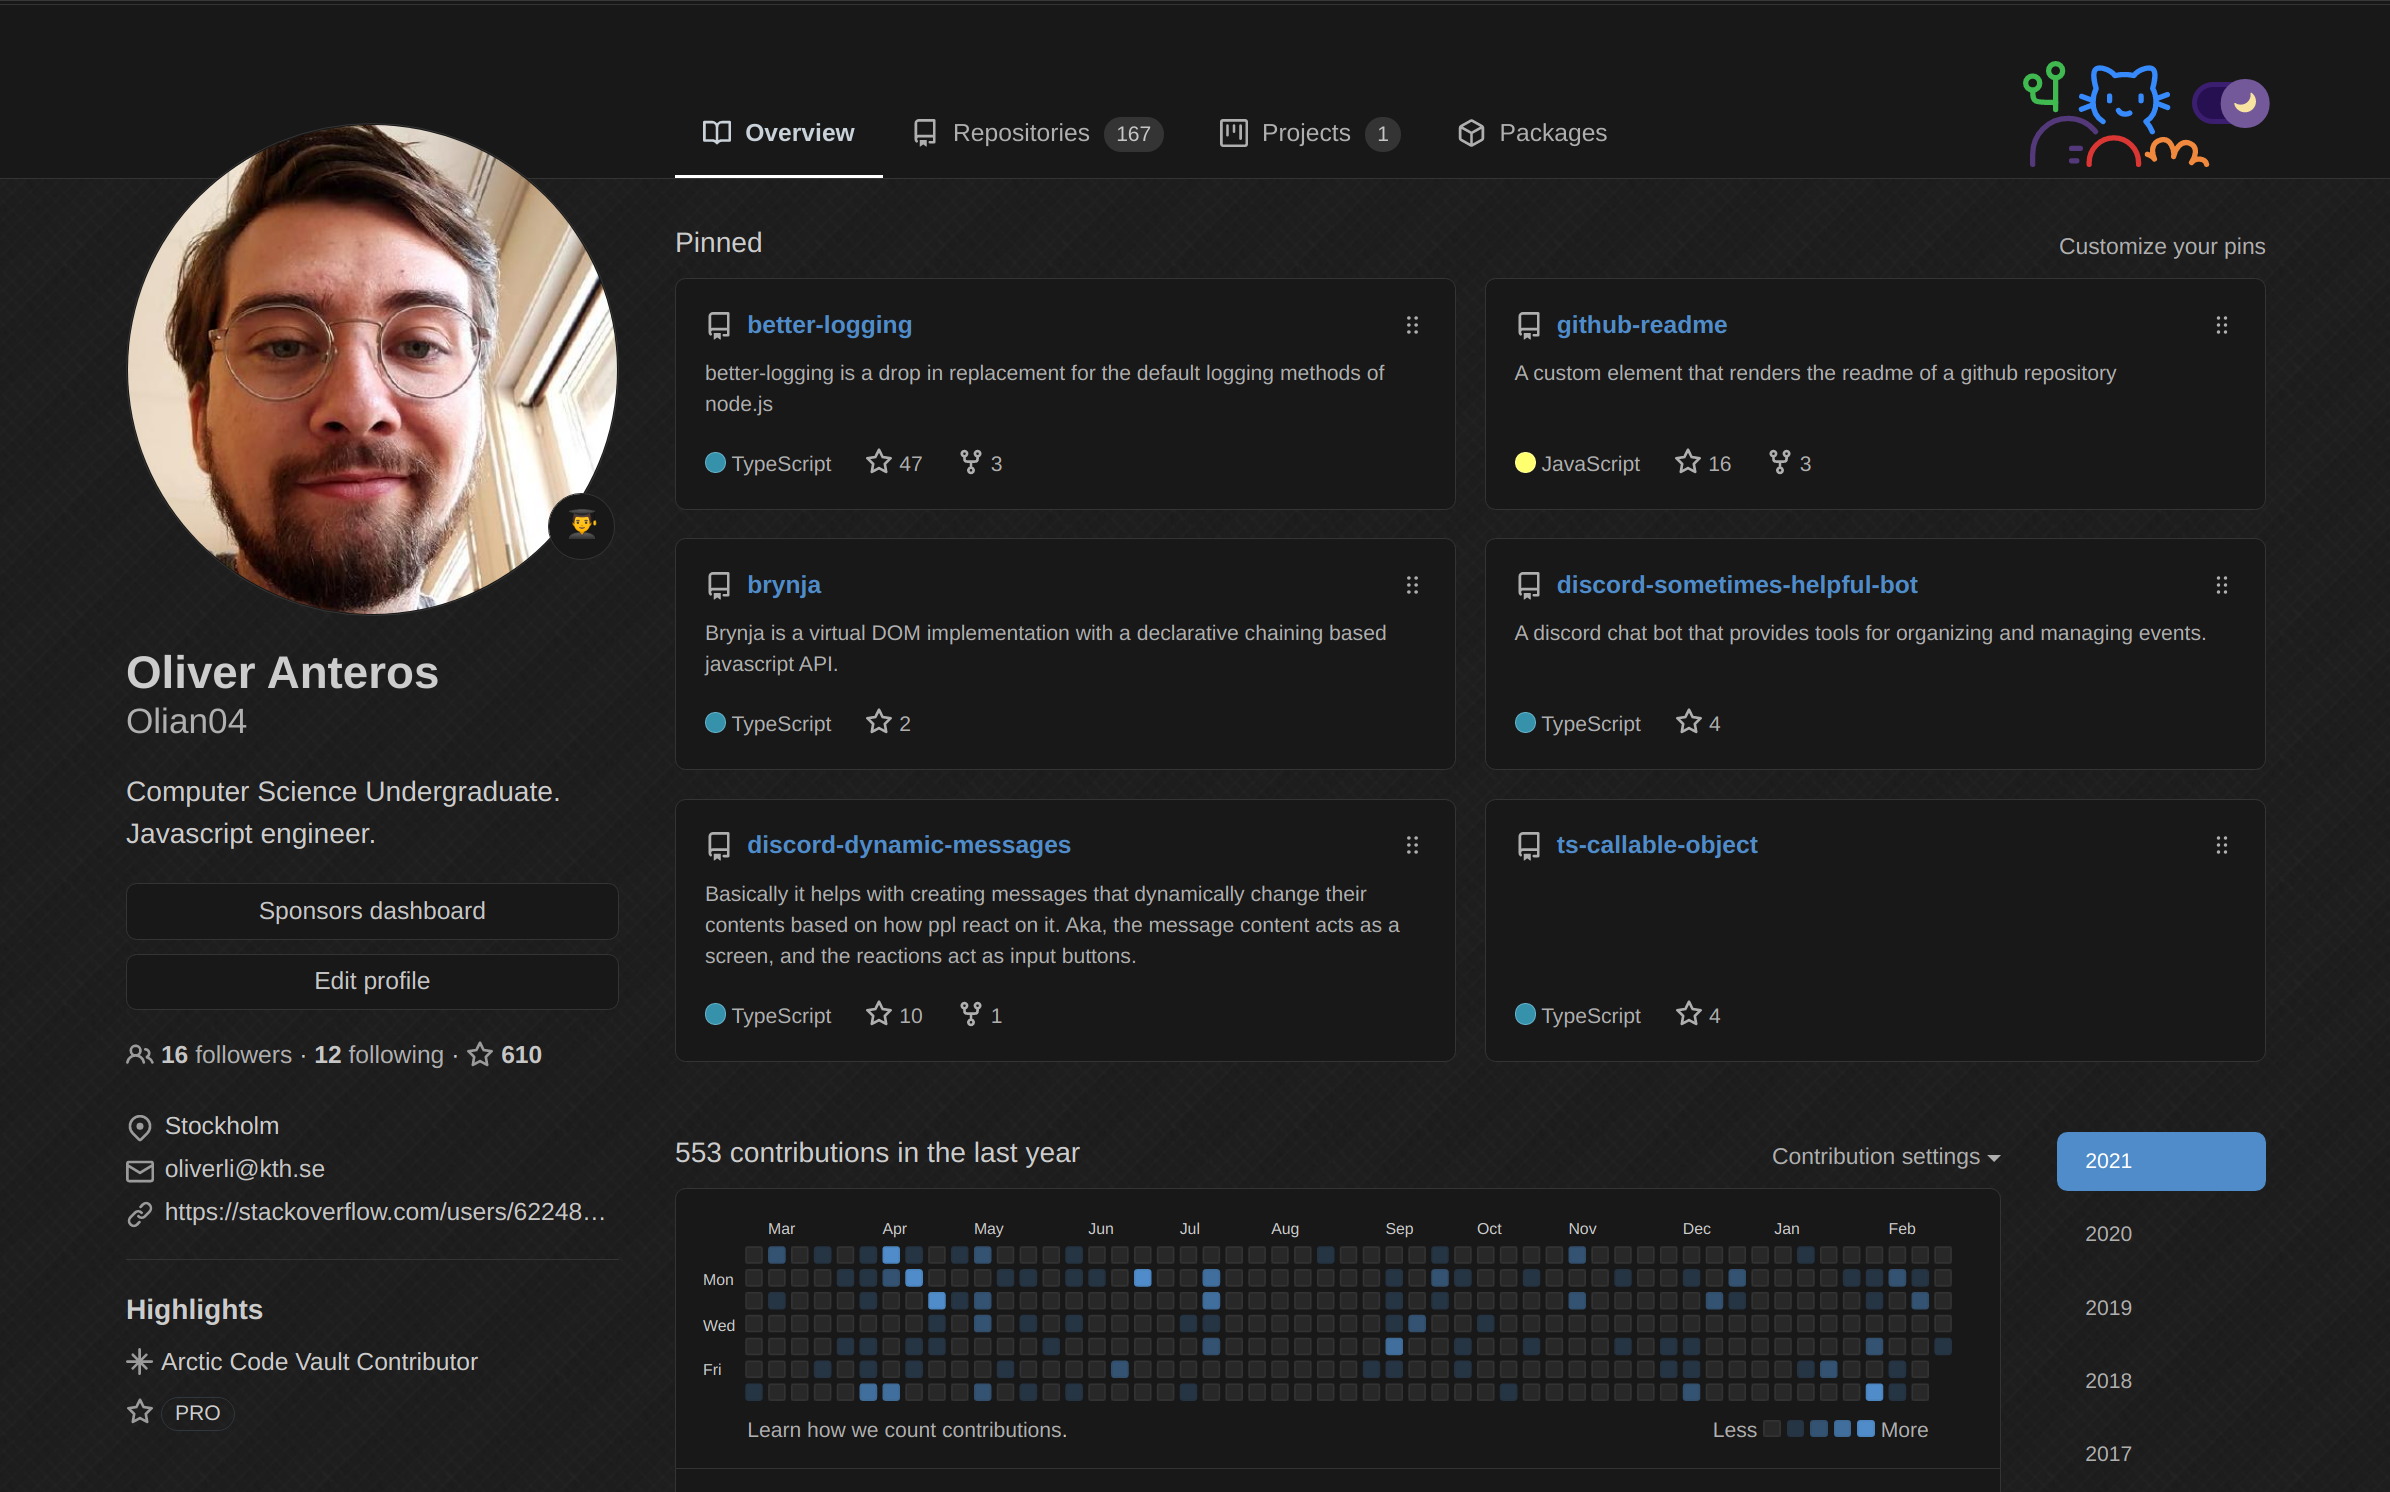 Overview
Repositories 167
Projects 1
Packages
Oliver Anteros
Olian04
Computer Science Undergraduate.
Javascript engineer.
Sponsors dashboard
Edit profile
16 followers · 12 following · 610
Stockholm
oliverli@kth.se
https://stackoverflow.com/users/62248...
Highlights
Arctic Code Vault Contributor
PRO
Pinned
Customize your pins
better-logging
better-logging is a drop in replacement for the default logging methods of
node.js
TypeScript 47 3
github-readme
A custom element that renders the readme of a github repository
JavaScript 16 3
brynja
Brynja is a virtual DOM implementation with a declarative chaining based
javascript API.
TypeScript 2
discord-sometimes-helpful-bot
A discord chat bot that provides tools for organizing and managing events.
TypeScript 4
discord-dynamic-messages
Basically it helps with creating messages that dynamically change their
contents based on how ppl react on it. Aka, the message content acts as a
screen, and the reactions act as input buttons.
TypeScript 10 1
ts-callable-object
TypeScript 4
553 contributions in the last year
Contribution settings
Mar Apr May Jun Jul Aug Sep Oct Nov Dec Jan Feb
Mon
Wed
Fri
Learn how we count contributions.
Less More
2021
2020
2019
2018
2017